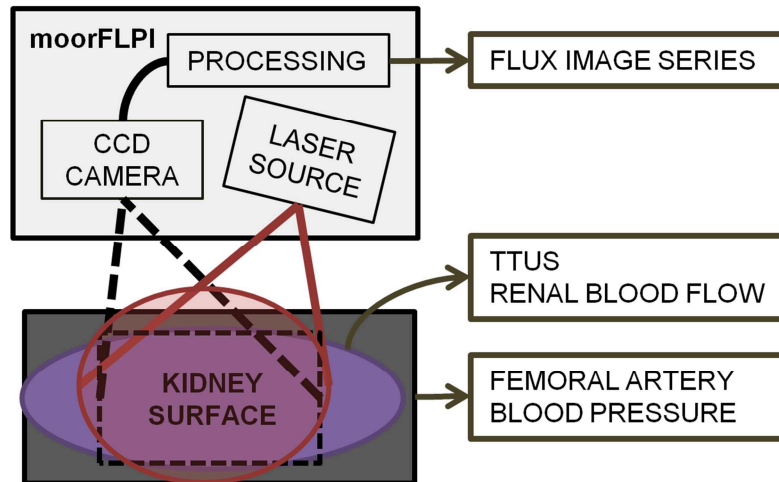 moorFLPI
PROCESSING
FLUX IMAGE SERIES
CCD
CAMERA
LASER
SOURCE
TTUS
RENAL BLOOD FLOW
KIDNEY
SURFACE
FEMORAL ARTERY
BLOOD PRESSURE